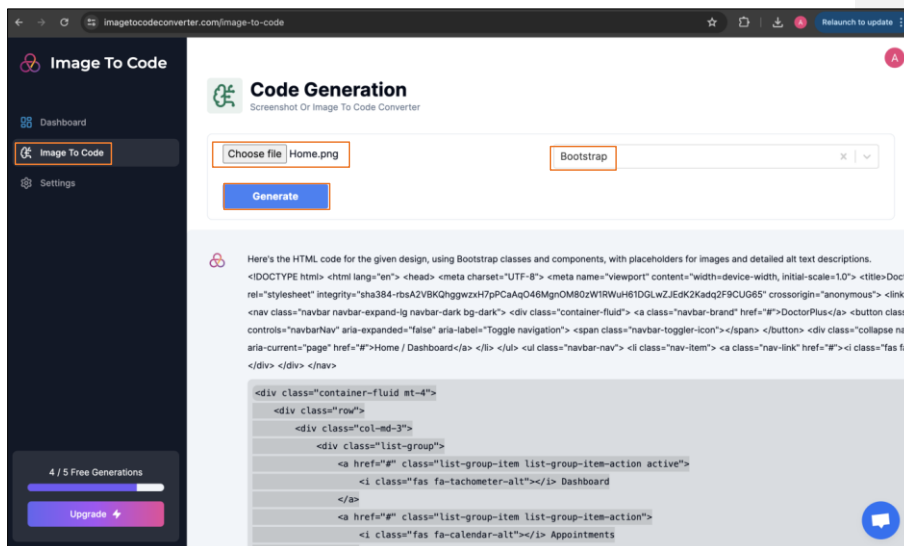 imagetocodeconverter.com/image-to-code
Relaunch to update
Image To Code
Dashboard
Image To Code
Settings
4 / 5 Free Generations
Upgrade
A
A
Code Generation
Screenshot Or Image To Code Converter
Choose file Home.png
Bootstrap
Generate
Here's the HTML code for the given design, using Bootstrap classes and components, with placeholders for images and detailed alt text descriptions.
<!DOCTYPE html> <html lang="en"> <head> <meta charset="UTF-8"> <meta name="viewport" content="width=device-width, initial-scale=1.0"> <title>Doct
rel="stylesheet" integrity="sha384-rbsA2VBKQhggwzxH7pPCaAqO46MgnOM80zW1RWuH61DGLwZJEdK2Kadq2F9CUG65" crossorigin="anonymous"> <link
<nav class="navbar navbar-expand-lg navbar-dark bg-dark"> <div class="container-fluid"> <a class="navbar-brand" href="#">DoctorPlus</a> <button class
controls="navbarNav" aria-expanded="false" aria-label="Toggle navigation"> <span class="navbar-toggler-icon"></span> </button> <div class="collapse na
aria-current="page" href="#">Home / Dashboard</a> </li> </ul> <ul class="navbar-nav"> <li class="nav-item"> <a class="nav-link" href="#"><i class="fas fa
</div> </div> </nav>
<div class="container-fluid mt-4">
<div class="row">
<div class="col-md-3">
<div class="list-group">
<a href="#" class="list-group-item list-group-item-action active">
<i class="fas fa-tachometer-alt"></i> Dashboard
</a>
<a href="#" class="list-group-item list-group-item-action">
<i class="fas fa-calendar-alt"></i> Appointments